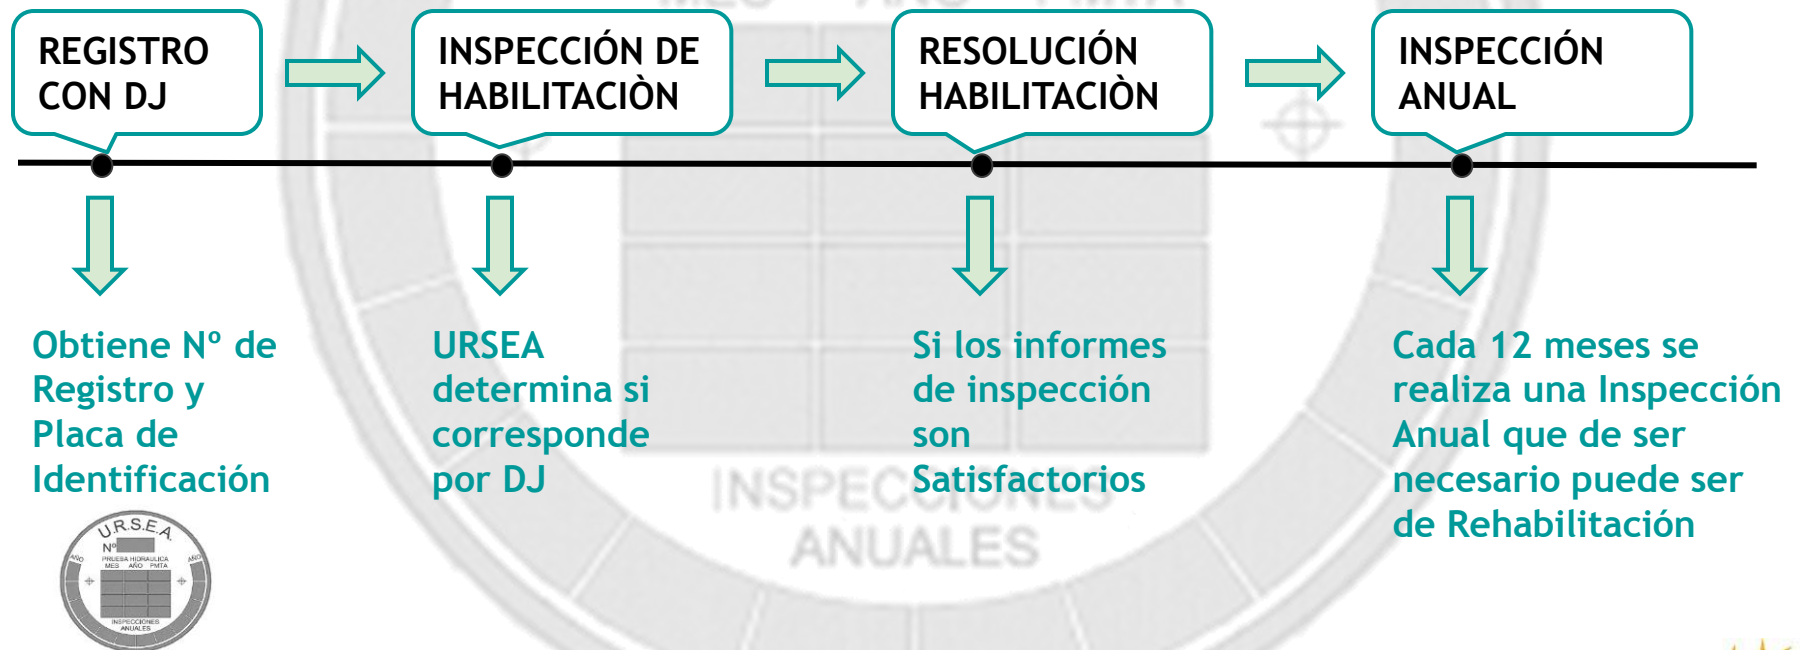 MES AÑO PMTA
REGISTRO
CON DJ
INSPECCIÓN DE
HABILITACIÒN
RESOLUCIÓN
HABILITACIÒN
INSPECCIÓN
ANUAL
Obtiene Nº de
Registro y
Placa de
Identificación
URSEA
determina si
corresponde
por DJ
Si los informes
de inspección
son
Satisfactorios
Cada 12 meses se
realiza una Inspección
Anual que de ser
necesario puede ser
de Rehabilitación
INSPECCIONES
ANUALES
U.R.S.E.A.
Nº
PRUEBA HIDRAULICA
AÑO MES AÑO PMTA AÑO
INSPECCIONES
ANUALES